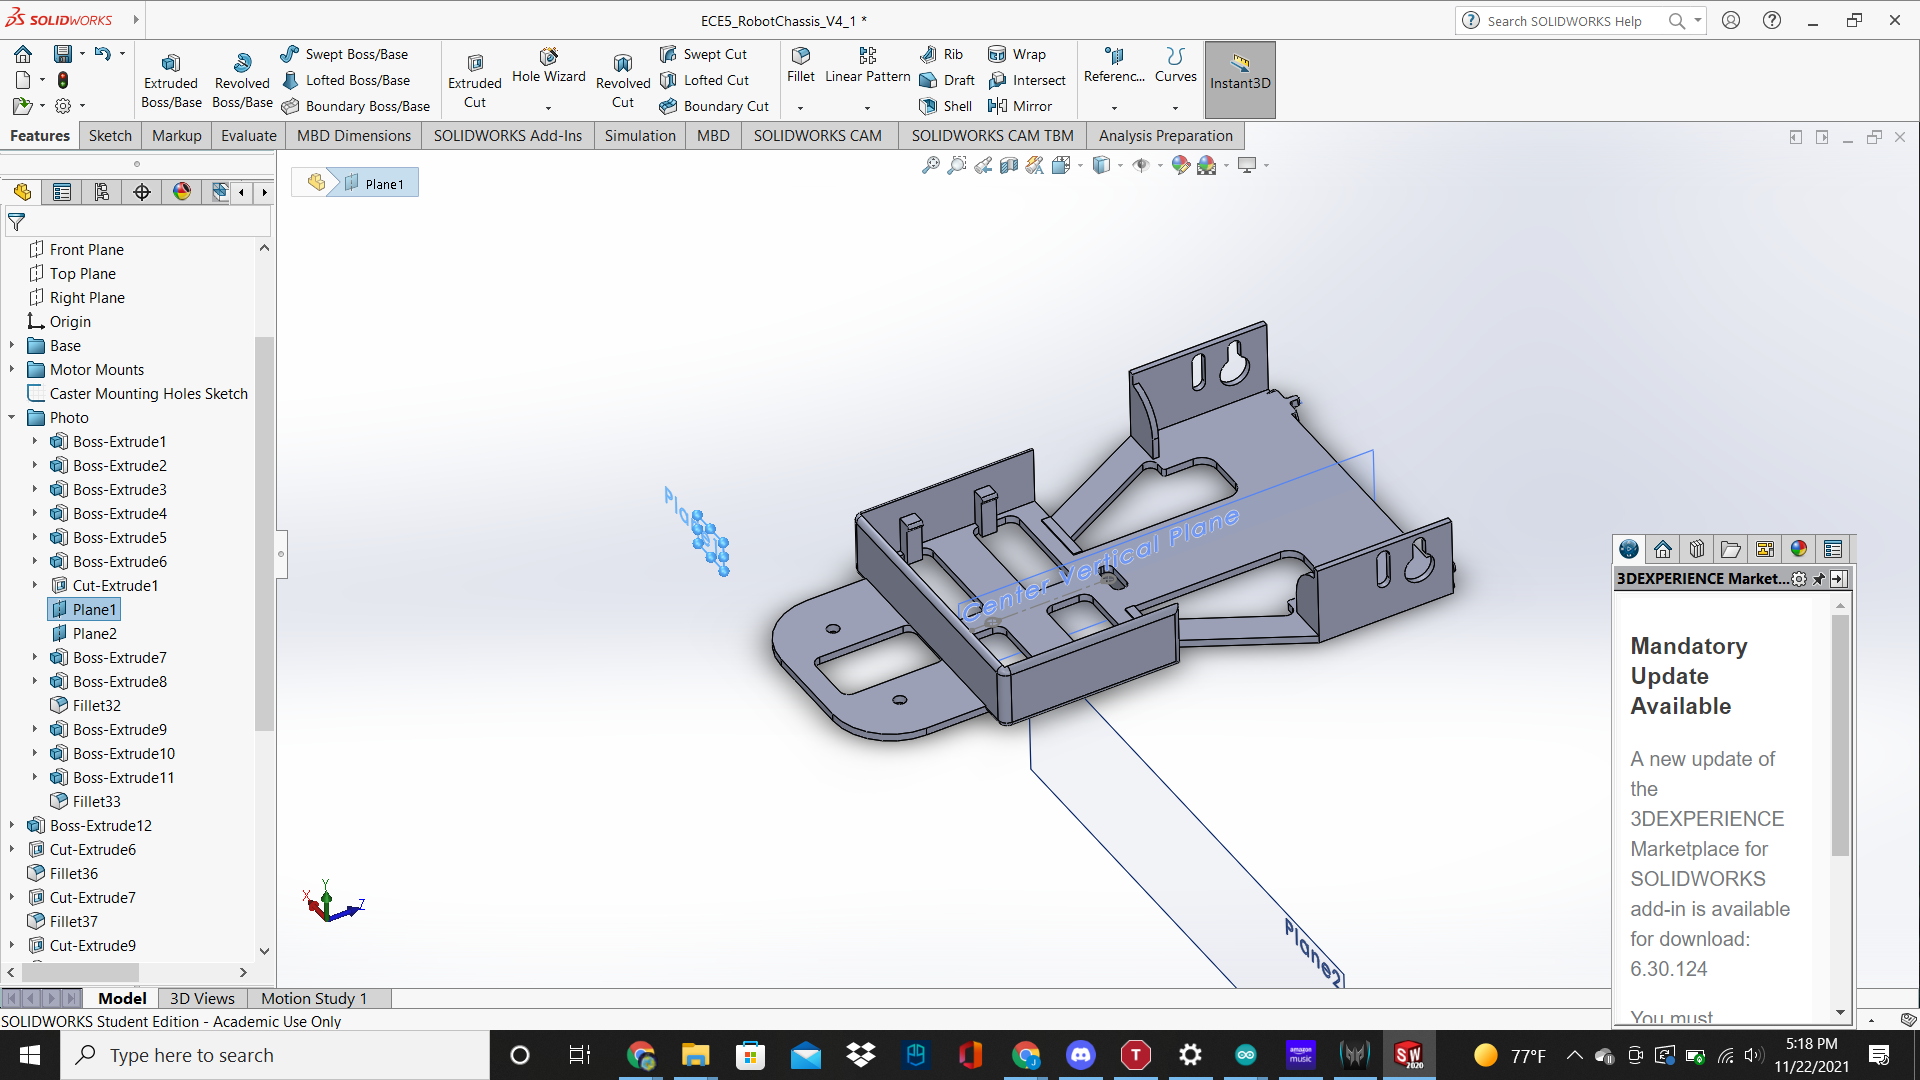 SOLIDWORKS
ECE5_RobotChassis_V4_1 *
Search SOLIDWORKS Help
Extruded Boss/Base
Revolved Boss/Base
Swept Boss/Base
Lofted Boss/Base
Boundary Boss/Base
Extruded Cut
Hole Wizard
Revolved Cut
Swept Cut
Lofted Cut
Boundary Cut
Fillet
Linear Pattern
Rib
Draft
Shell
Wrap
Intersect
Mirror
Referenc...
Curves
Instant3D
Features
Sketch
Markup
Evaluate
MBD Dimensions
SOLIDWORKS Add-Ins
Simulation
MBD
SOLIDWORKS CAM
SOLIDWORKS CAM TBM
Analysis Preparation
Plane1
Front Plane
Top Plane
Right Plane
Origin
Base
Motor Mounts
Caster Mounting Holes Sketch
Photo
Boss-Extrude1
Boss-Extrude2
Boss-Extrude3
Boss-Extrude4
Boss-Extrude5
Boss-Extrude6
Cut-Extrude1
Plane1
Plane2
Boss-Extrude7
Boss-Extrude8
Fillet32
Boss-Extrude9
Boss-Extrude10
Boss-Extrude11
Fillet33
Boss-Extrude12
Cut-Extrude6
Fillet36
Cut-Extrude7
Fillet37
Cut-Extrude9
Center Vertical Plane
Plane2
X
Y
Z
3DEXPERIENCE Market...
Mandatory
Update
Available
A new update of
the
3DEXPERIENCE
Marketplace for
SOLIDWORKS
add-in is available
for download:
6.30.124
You must
Model
3D Views
Motion Study 1
SOLIDWORKS Student Edition - Academic Use Only
Type here to search
amazon music
SW 2020
77°F
5:18 PM
11/22/2021